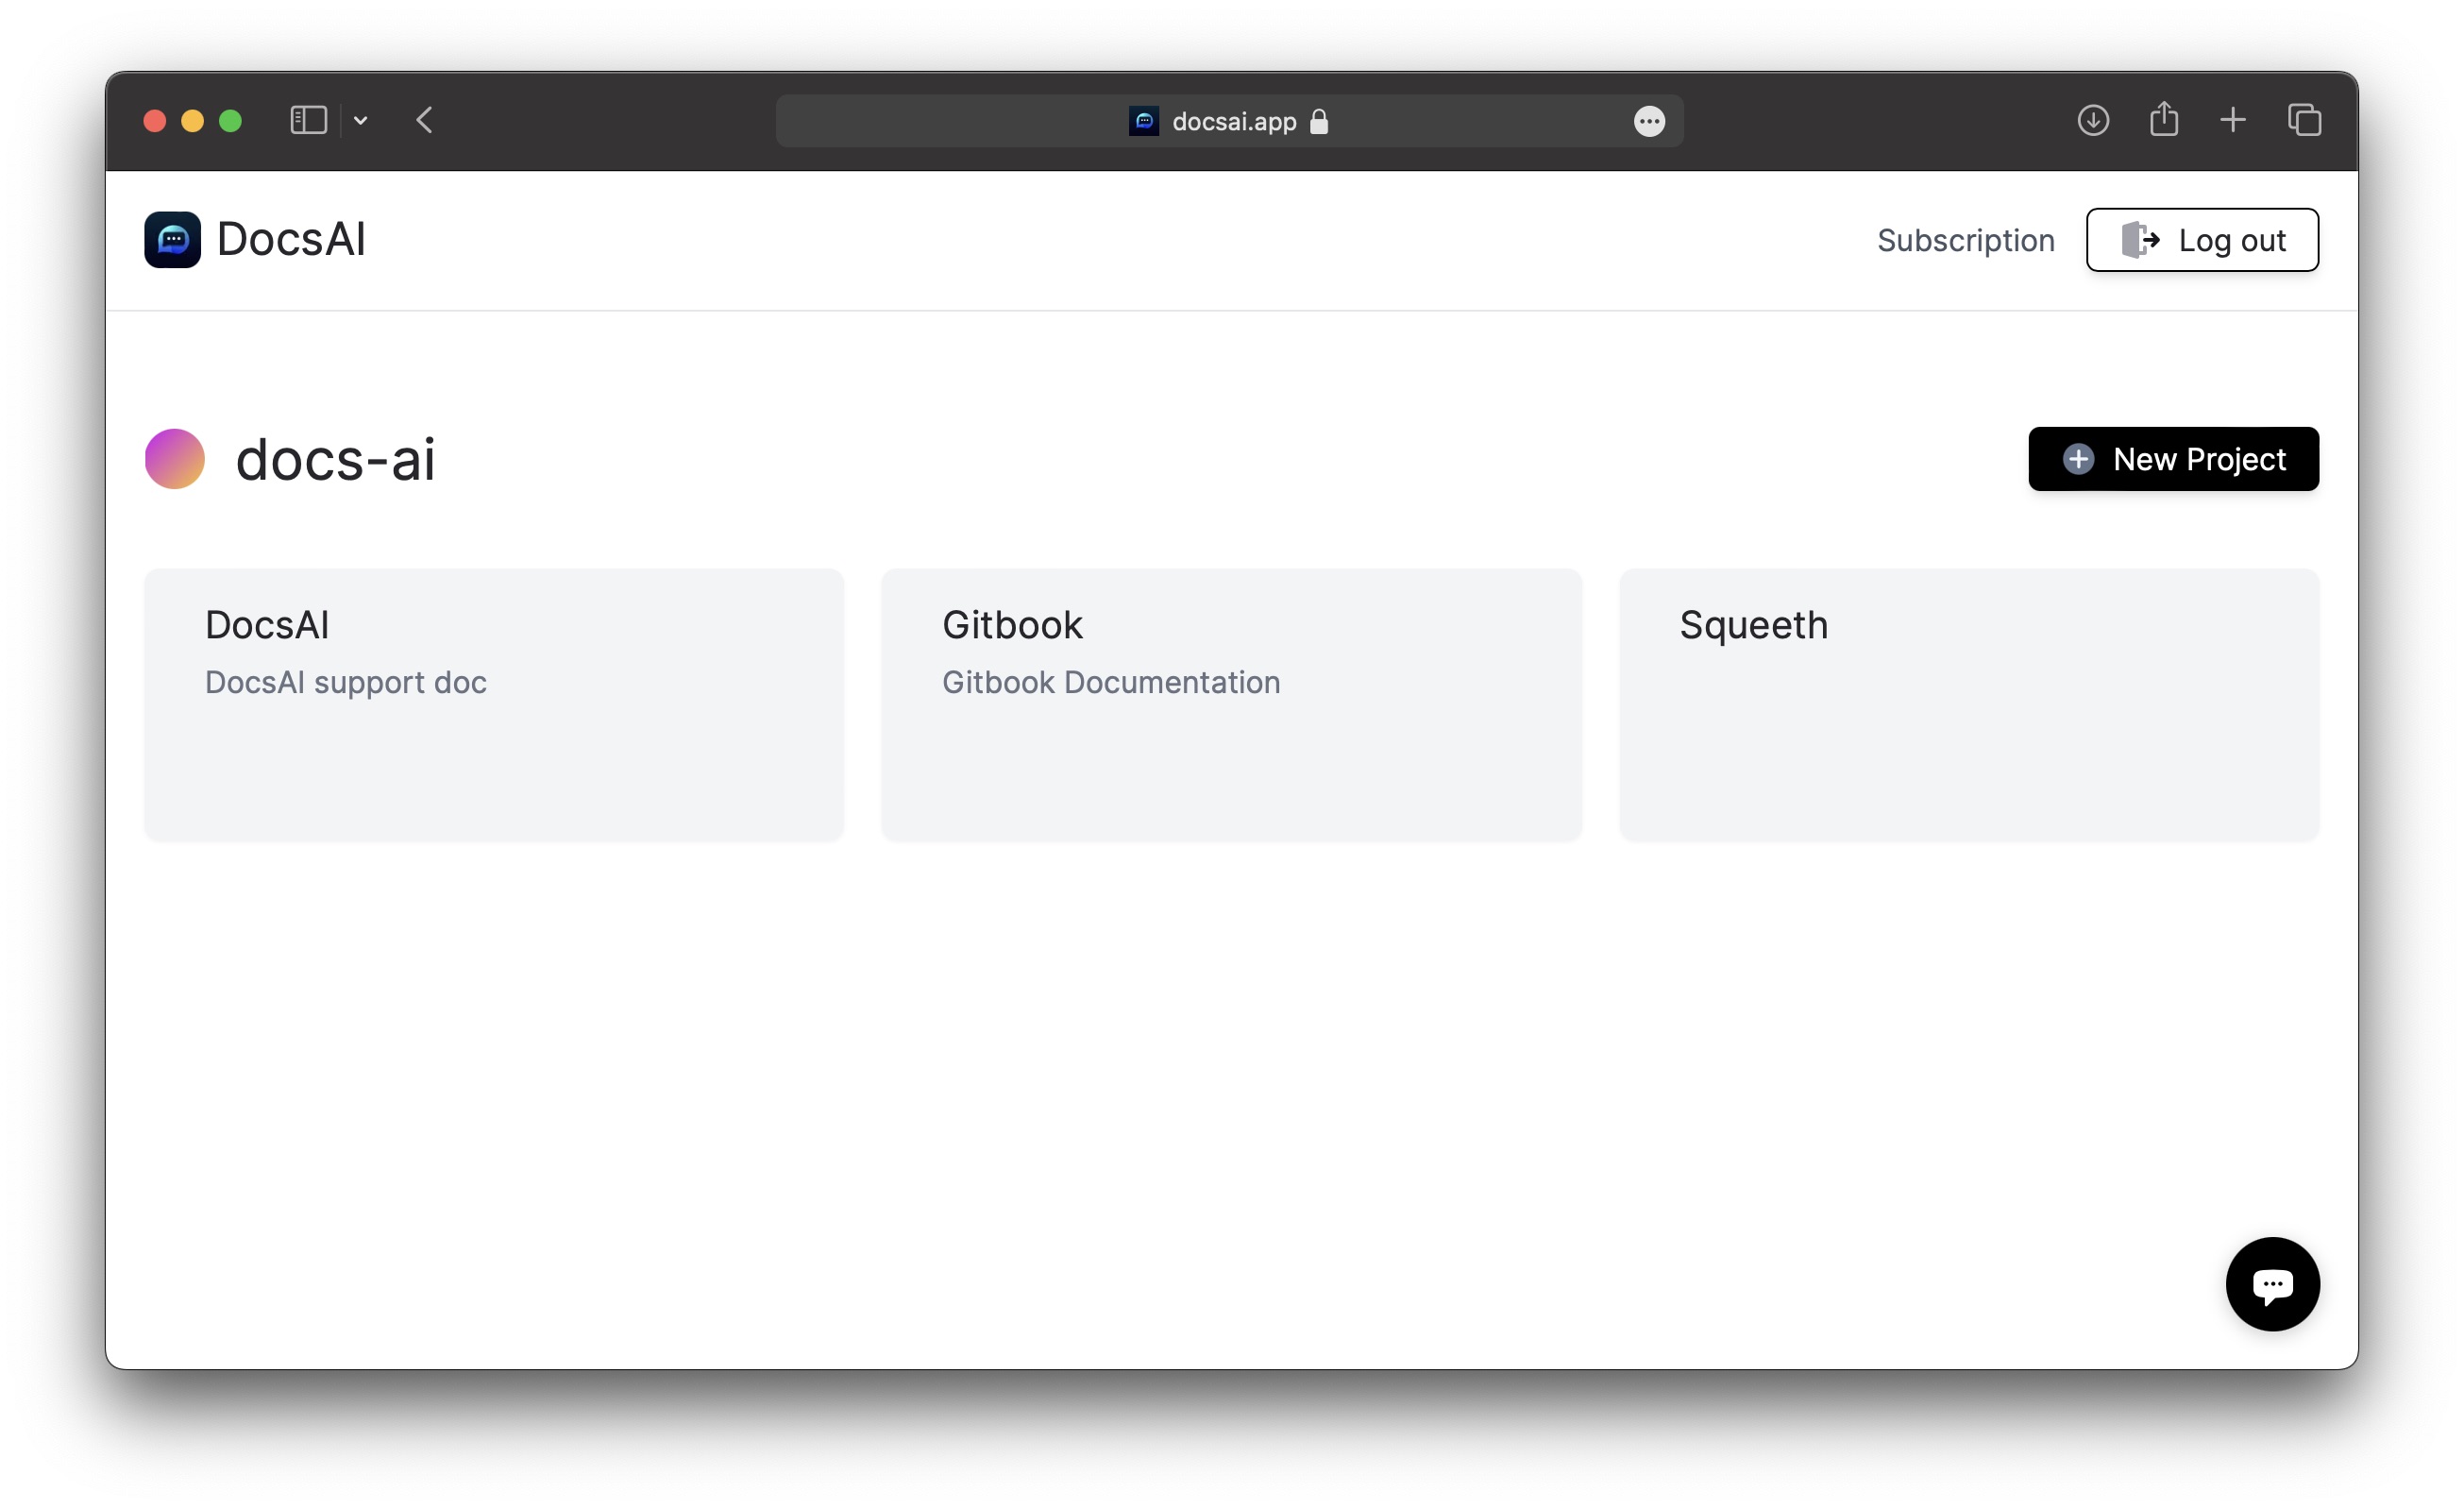 docsai.app
DocsAI
Subscription
Log out
docs-ai
New Project
DocsAI
DocsAI support doc
Gitbook
Gitbook Documentation
Squeeth